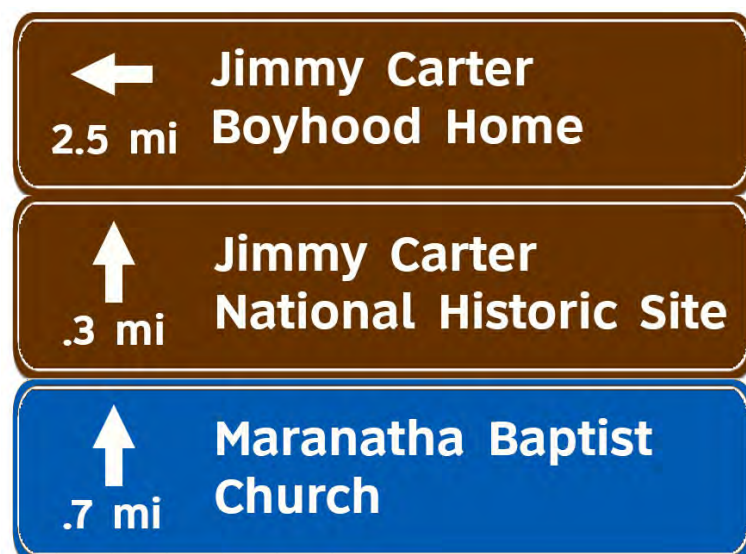 Jimmy Carter
Boyhood Home
2.5 mi
Jimmy Carter
National Historic Site
.3 mi
Maranatha Baptist
Church
.7 mi